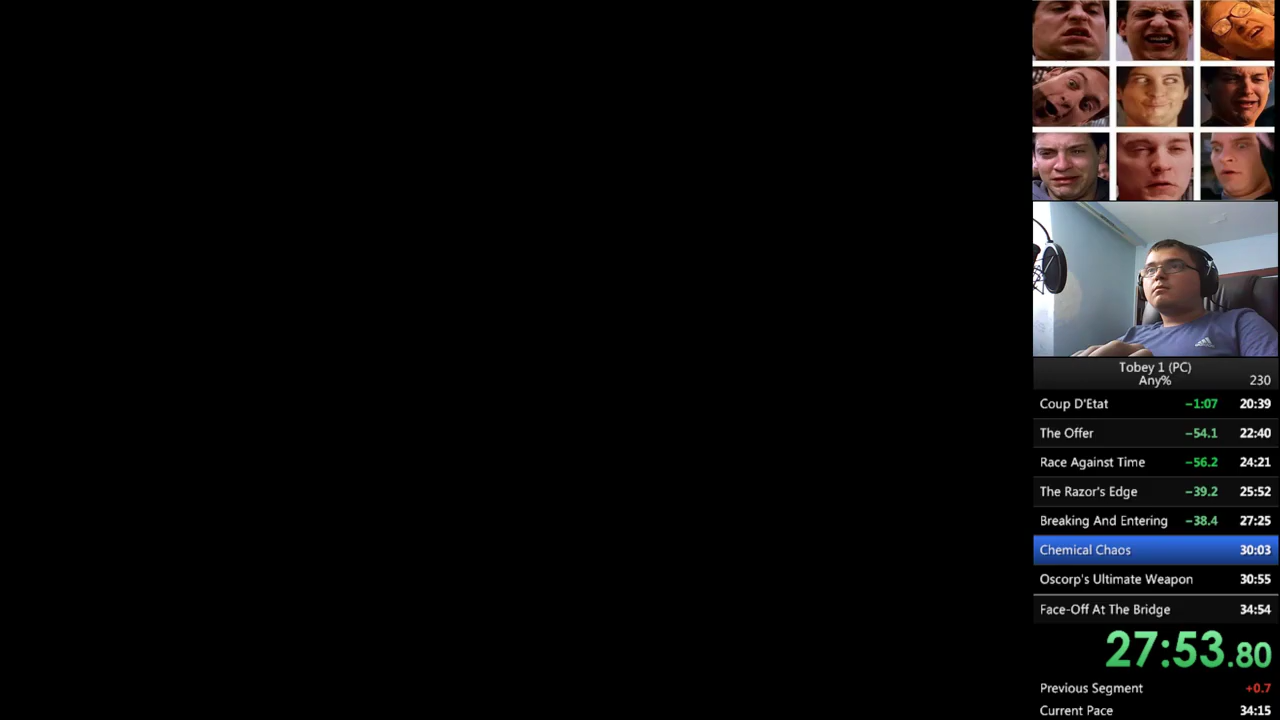 Tobey 1 (PC)
Any% 230
Coup D'Etat −1:07 20:39
The Offer −54.1 22:40
Race Against Time −56.2 24:21
The Razor's Edge −39.2 25:52
Breaking And Entering −38.4 27:25
Chemical Chaos 30:03
Oscorp's Ultimate Weapon 30:55
Face-Off At The Bridge 34:54
27:53.80
Previous Segment +0.7
Current Pace 34:15